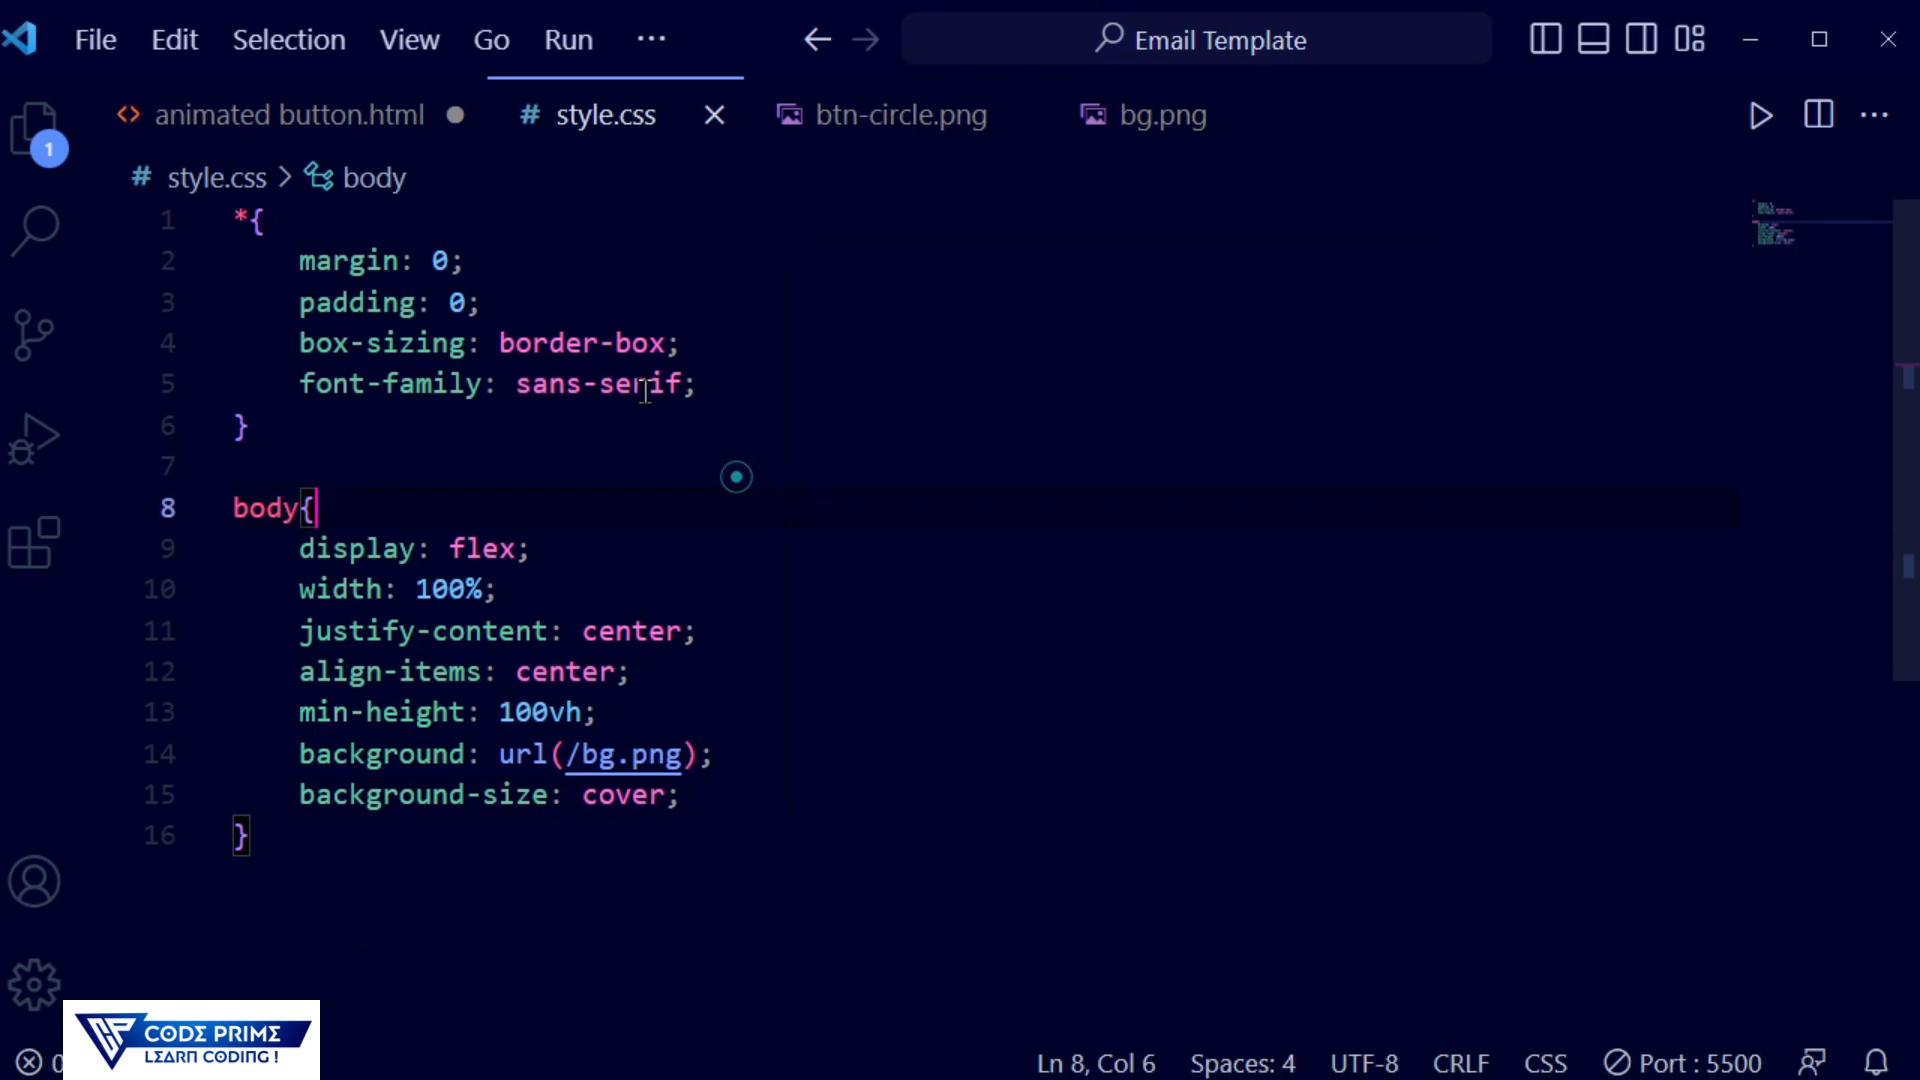 File Edit Selection View Go Run ··· Email Template
animated button.html style.css btn-circle.png bg.png
1
# style.css > body
1 *{
2 margin: 0;
3 padding: 0;
4 box-sizing: border-box;
5 font-family: sans-serif;
6 }
7
8 body{
9 display: flex;
10 width: 100%;
11 justify-content: center;
12 align-items: center;
13 min-height: 100vh;
14 background: url(/bg.png);
15 background-size: cover;
16 }
CODE PRIME
LEARN CODING !
0 Ln 8, Col 6 Spaces: 4 UTF-8 CRLF CSS Port : 5500